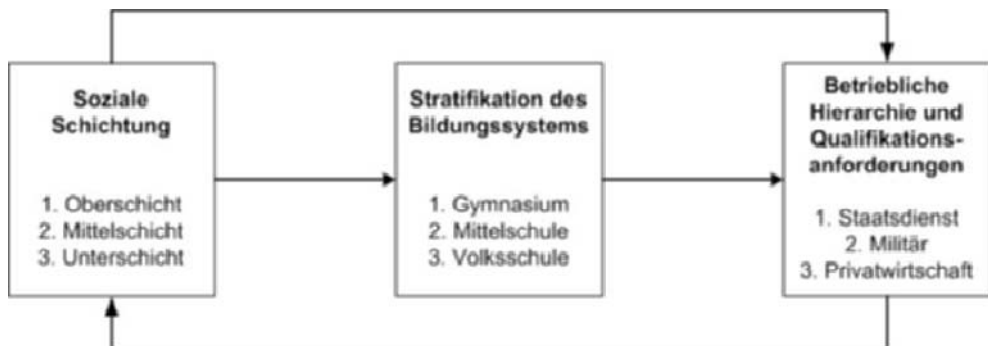 Soziale
Schichtung
1. Oberschicht
2. Mittelschicht
3. Unterschicht
Stratifikation des
Bildungssystems
1. Gymnasium
2. Mittelschule
3. Volksschule
Betriebliche
Hierarchie und
Qualifikations-
anforderungen
1. Staatsdienst
2. Militär
3. Privatwirtschaft